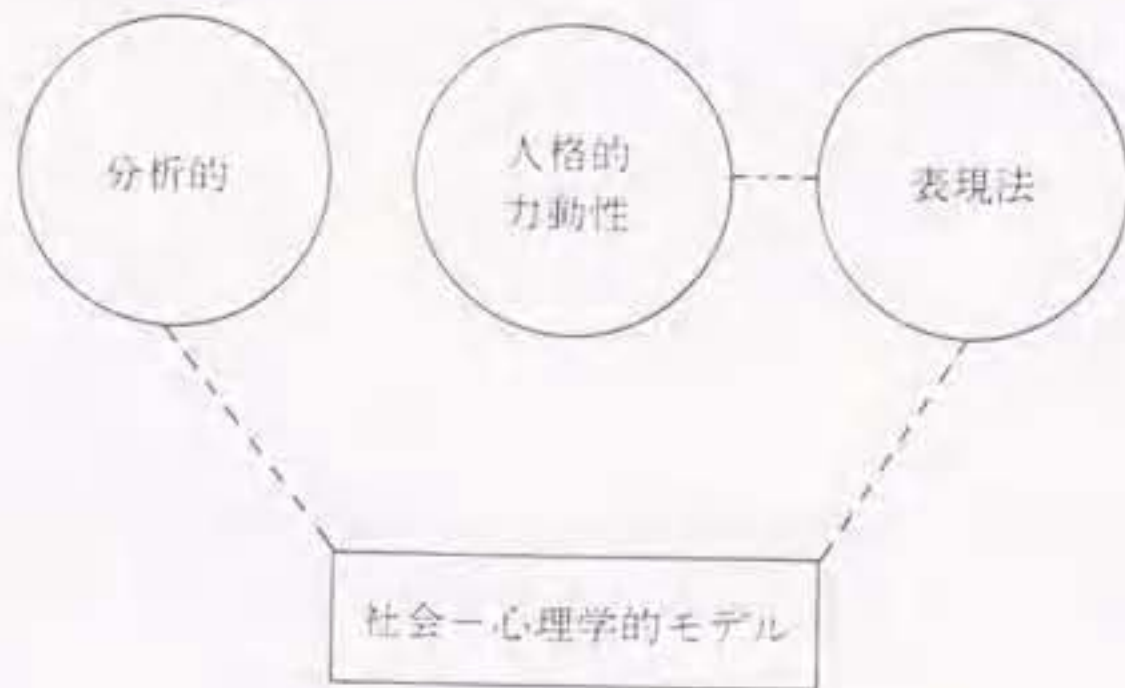 分析的
人格的
力動性
表現法
社会－心理学的モデル